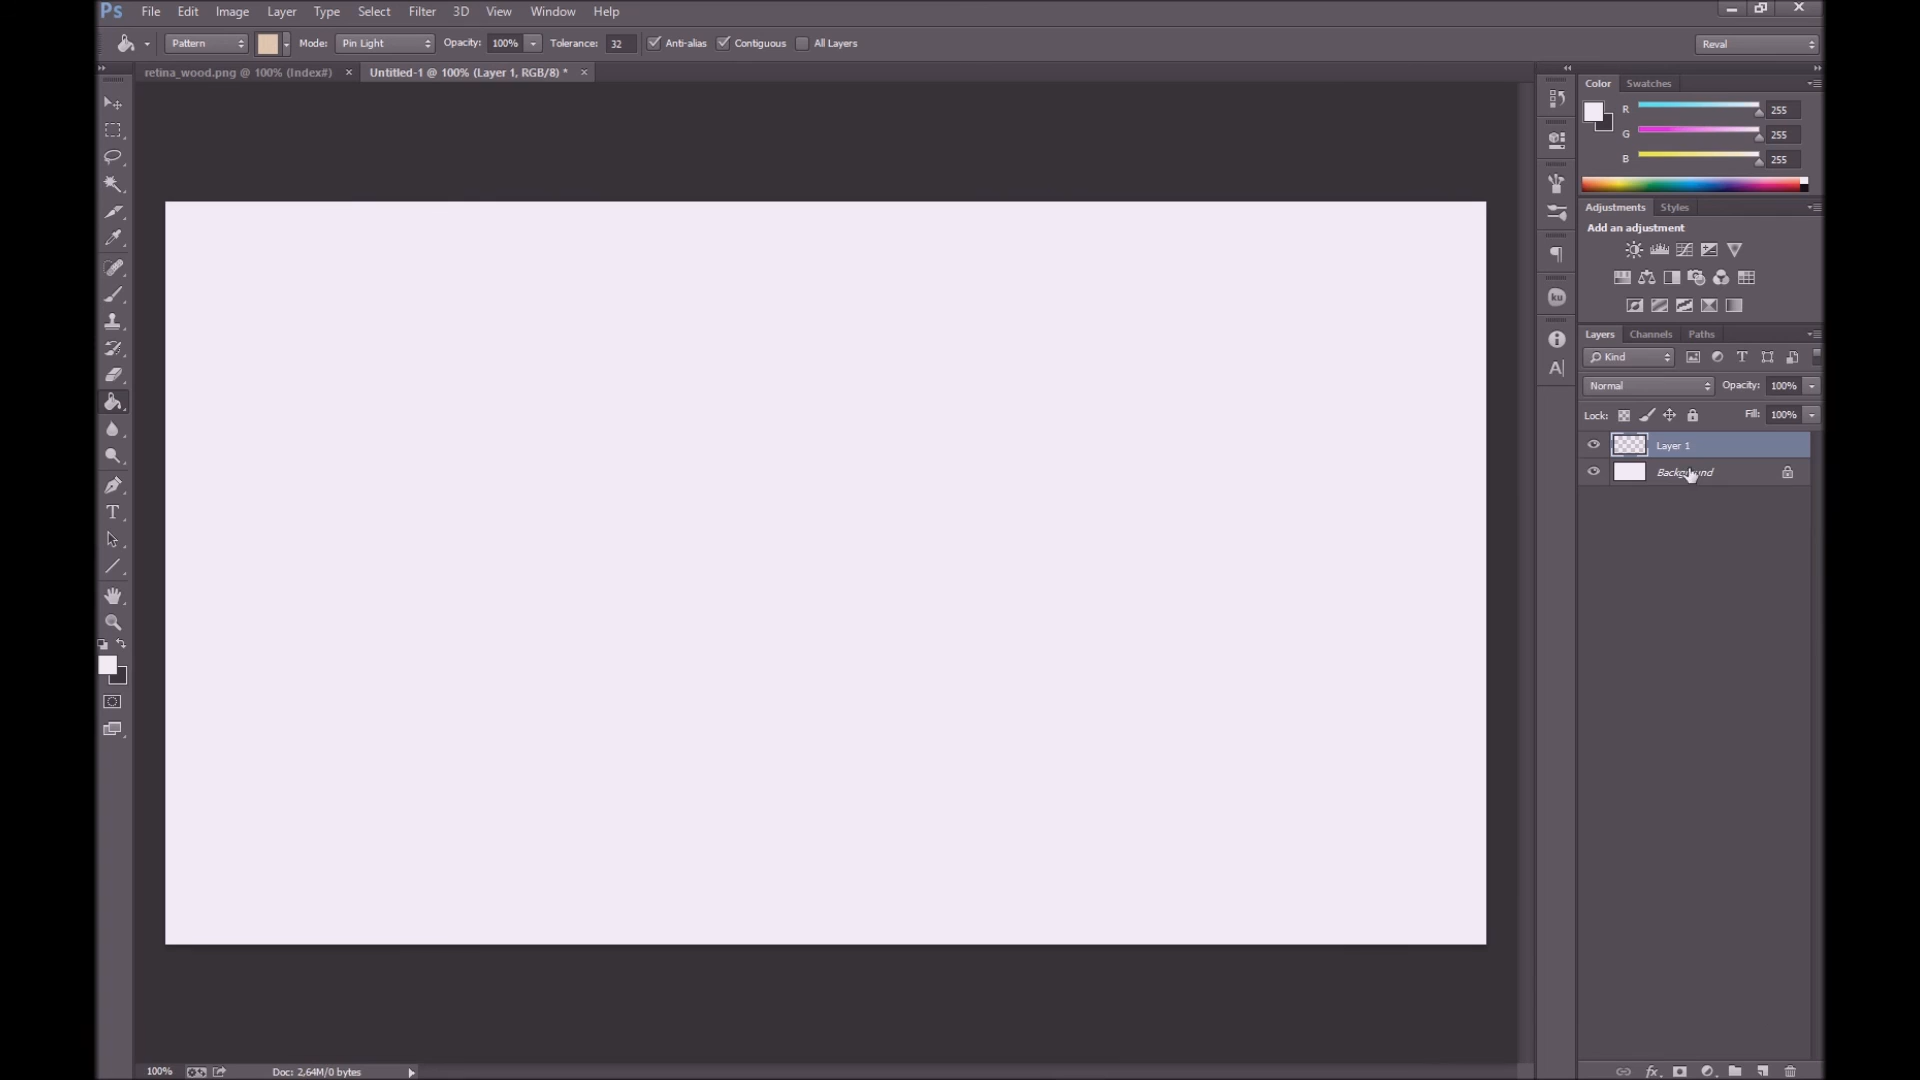 Ps File Edit Image Layer Type Select Filter 3D View Window Help
Pattern Mode: Pin Light Opacity: 100% Tolerance: 32 Anti-alias Contiguous All Layers Reval
retina_wood.png @ 100% (Index#) × Untitled-1 @ 100% (Layer 1, RGB/8) * ×
Color Swatches
R 255
G 255
B 255
Adjustments Styles
Add an adjustment
ku
Layers Channels Paths
Kind
Normal Opacity: 100%
Lock: Fill: 100%
Layer 1
Background
100% Doc: 2,64M/0 bytes